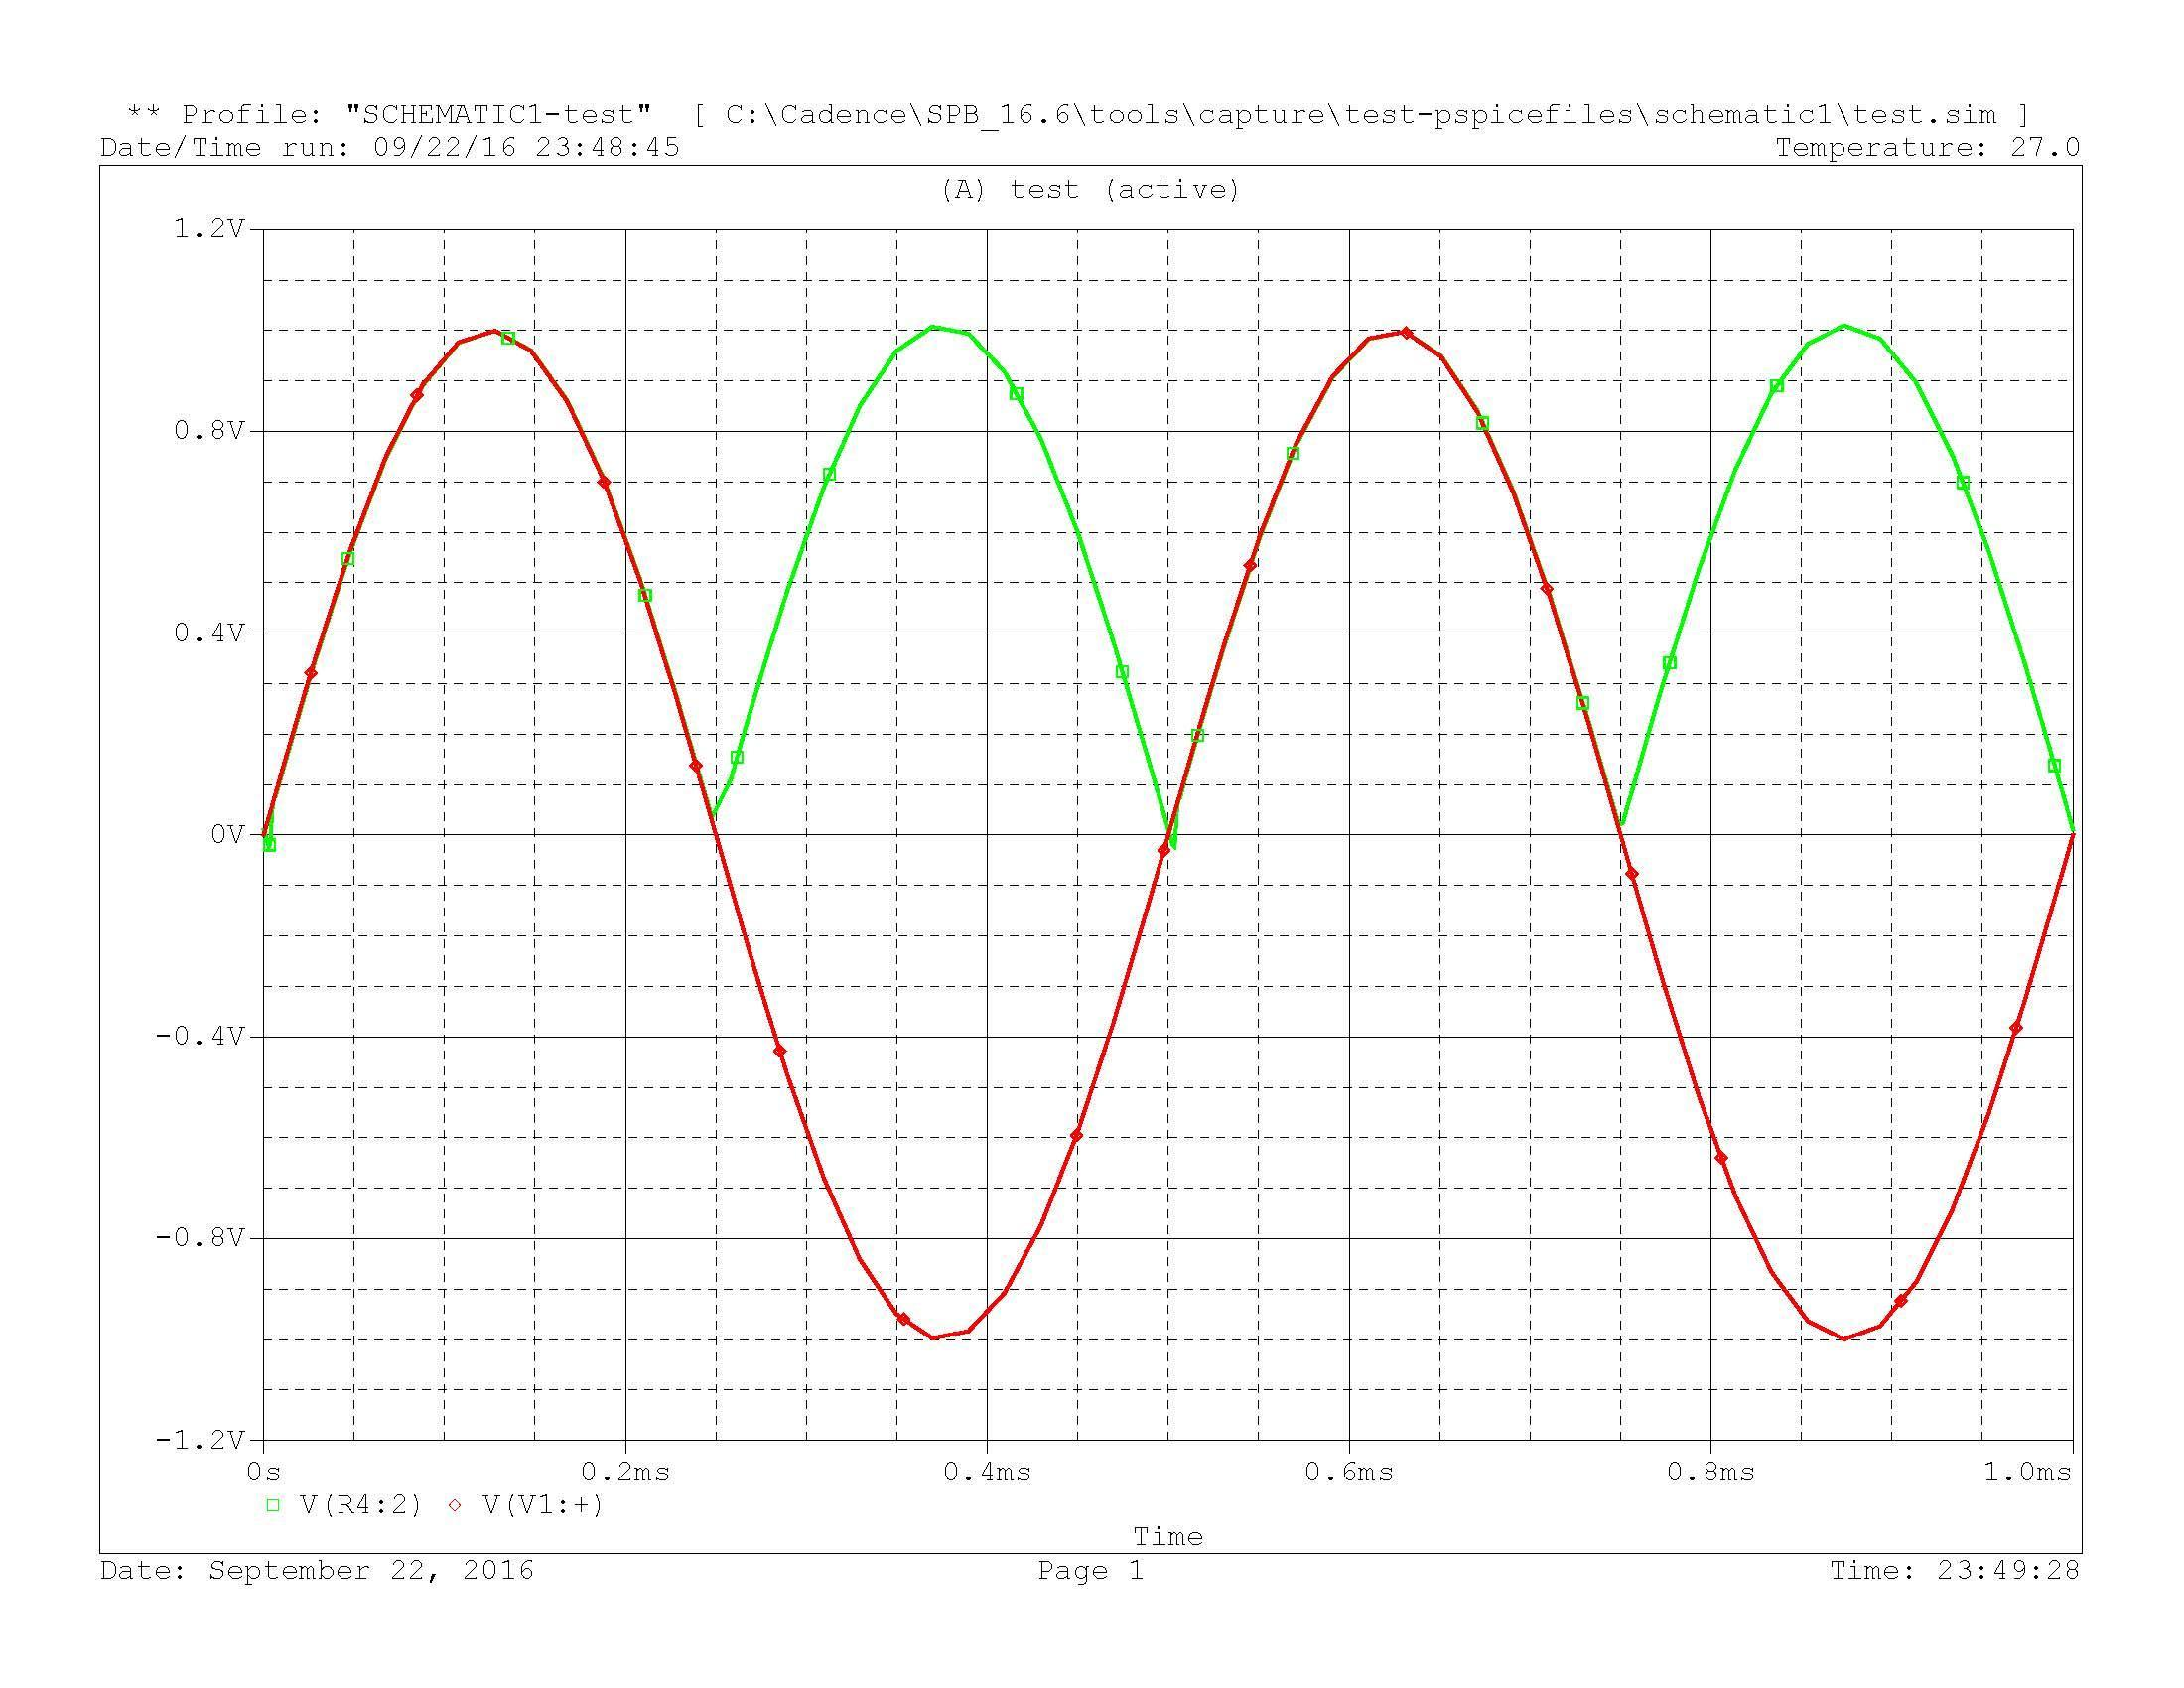 ** Profile: "SCHEMATIC1-test"  [ C:\Cadence\SPB_16.6\tools\capture\test-pspicefiles\schematic1\test.sim ]
Date/Time run: 09/22/16 23:48:45 Temperature: 27.0
(A) test (active)
1.2V
0.8V
0.4V
0V
-0.4V
-0.8V
-1.2V
0s 0.2ms 0.4ms 0.6ms 0.8ms 1.0ms
V(R4:2) V(V1:+)
Time
Date: September 22, 2016 Page 1 Time: 23:49:28